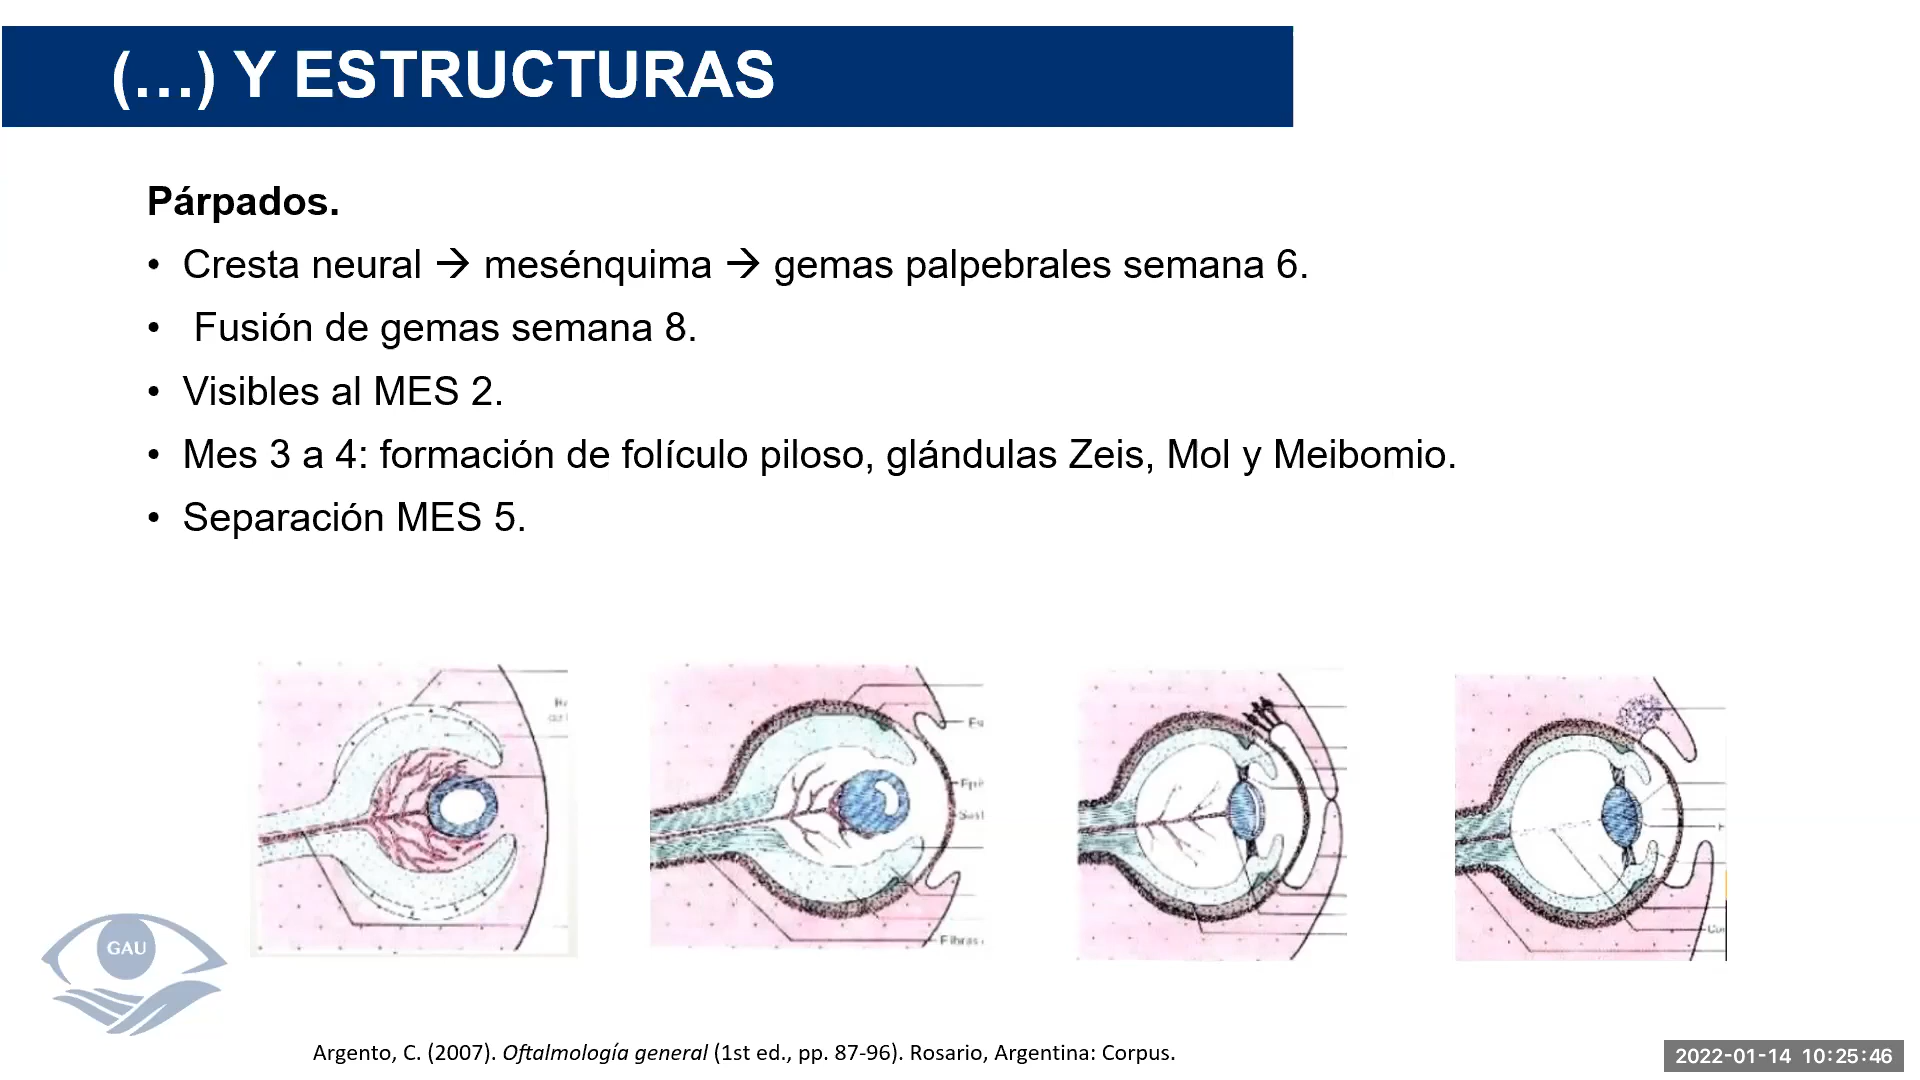 (...) Y ESTRUCTURAS
Párpados.
• Cresta neural → mesénquima → gemas palpebrales semana 6.
• Fusión de gemas semana 8.
• Visibles al MES 2.
• Mes 3 a 4: formación de folículo piloso, glándulas Zeis, Mol y Meibomio.
• Separación MES 5.
Fibras
GAU
Argento, C. (2007). Oftalmología general (1st ed., pp. 87-96). Rosario, Argentina: Corpus.
2022-01-14 10:25:46